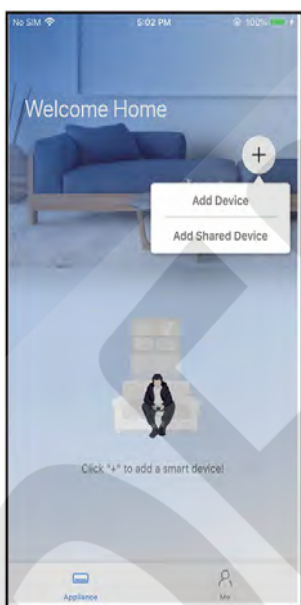 No SIM 5:02 PM 100%
Welcome Home
+
Add Device
Add Shared Device
Click "+" to add a smart device!
Appliance Me